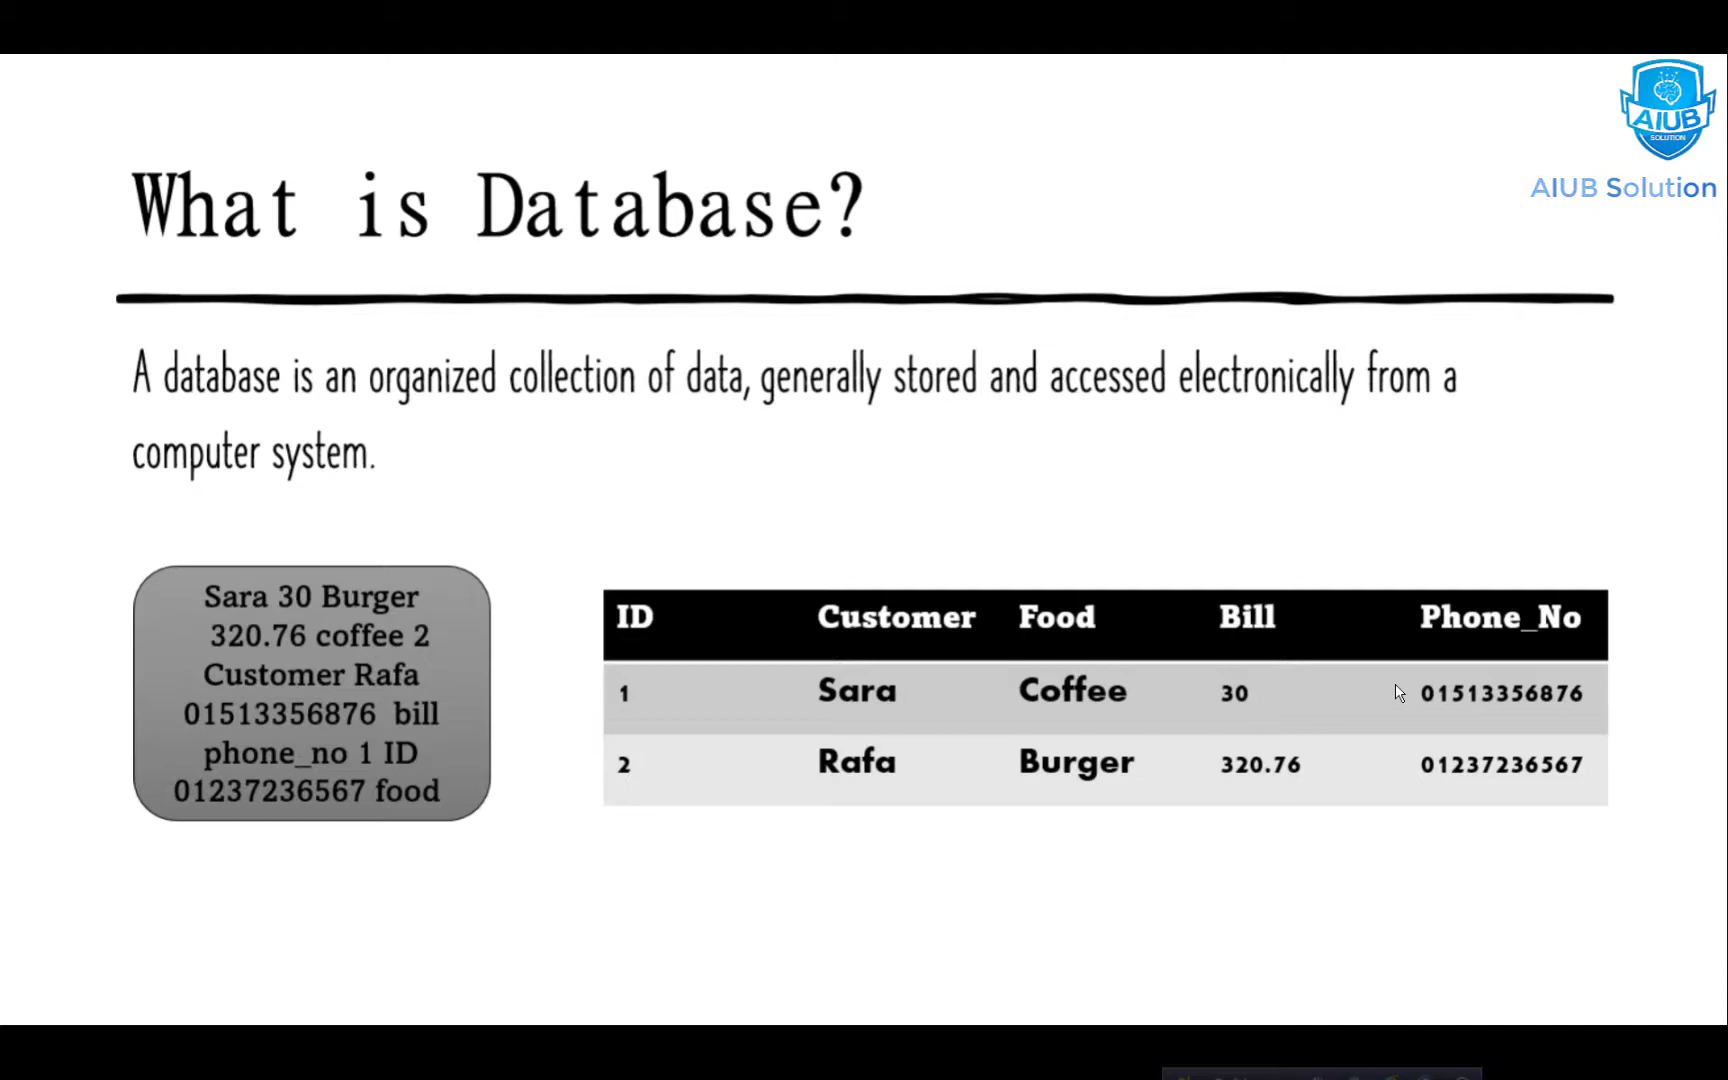 AIUB
SOLUTION
AIUB Solution
What is Database?
A database is an organized collection of data, generally stored and accessed electronically from a
computer system.
Sara 30 Burger
320.76 coffee 2
Customer Rafa
01513356876 bill
phone_no 1 ID
01237236567 food
ID Customer Food Bill Phone_No
1 Sara Coffee 30 01513356876
2 Rafa Burger 320.76 01237236567